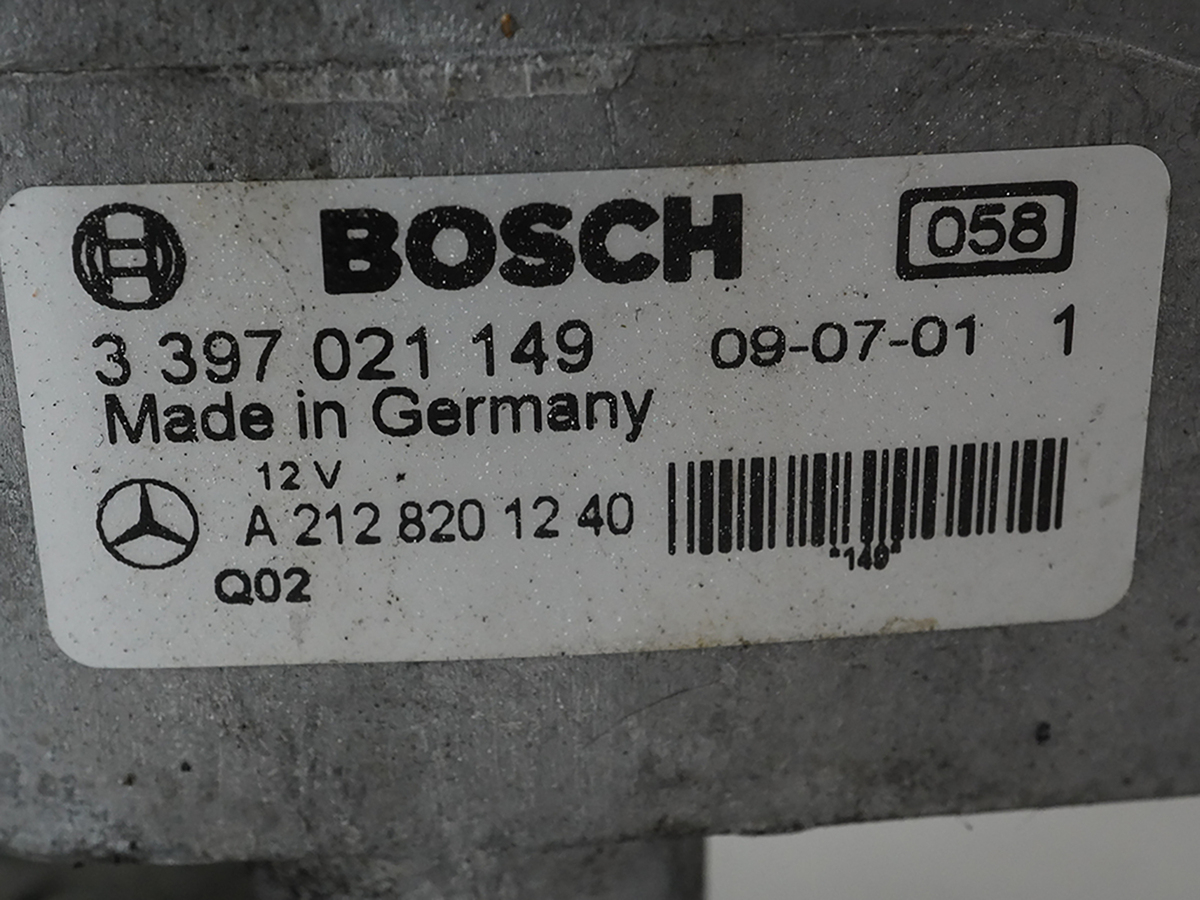 BOSCH 058
3 397 021 149 09-07-01 1
Made in Germany
12 V
A 212 820 12 40
*149*
Q02